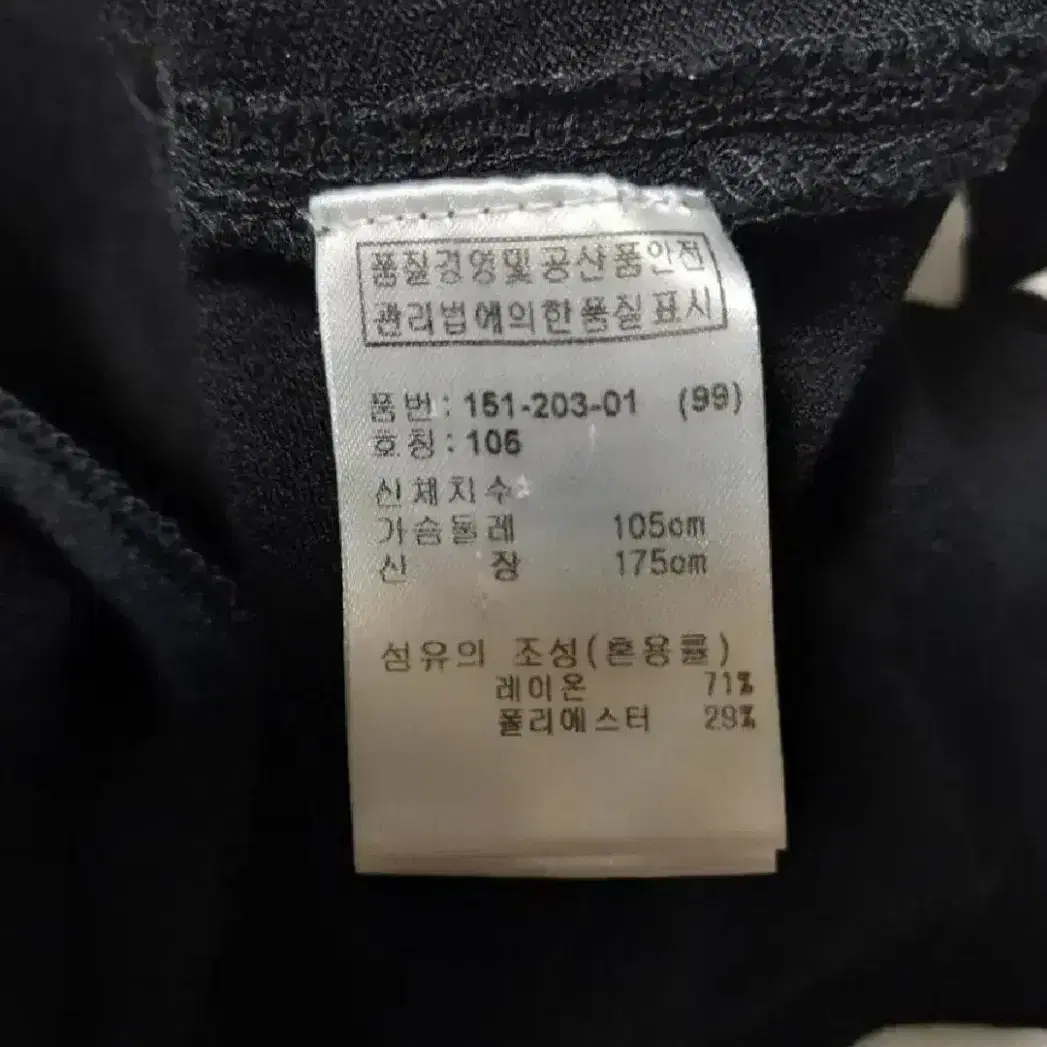 품질경영및공산품안전
관리법에의한품질표시
품번: 151-203-01 (99)
호칭: 105
신체치수
가슴둘레 105cm
신 장 175cm
섬유의 조성(혼용률)
레이온 71%
폴리에스터 29%